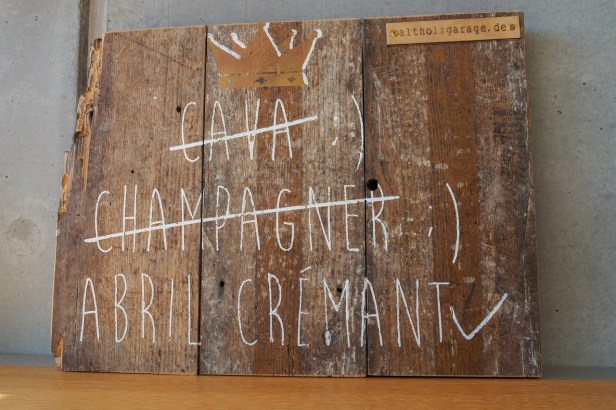 altholzgarage.de
CAVA :)
CHAMPAGNER :)
ABRIL CRÉMANT ✓